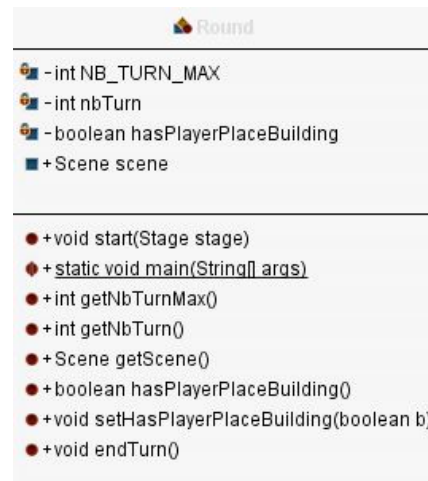 Round
-int NB_TURN_MAX
-int nbTurn
-boolean hasPlayerPlaceBuilding
+Scene scene
+void start(Stage stage)
+static void main(String[] args)
+int getNbTurnMax()
+int getNbTurn()
+Scene getScene()
+boolean hasPlayerPlaceBuilding()
+void setHasPlayerPlaceBuilding(boolean b)
+void endTurn()